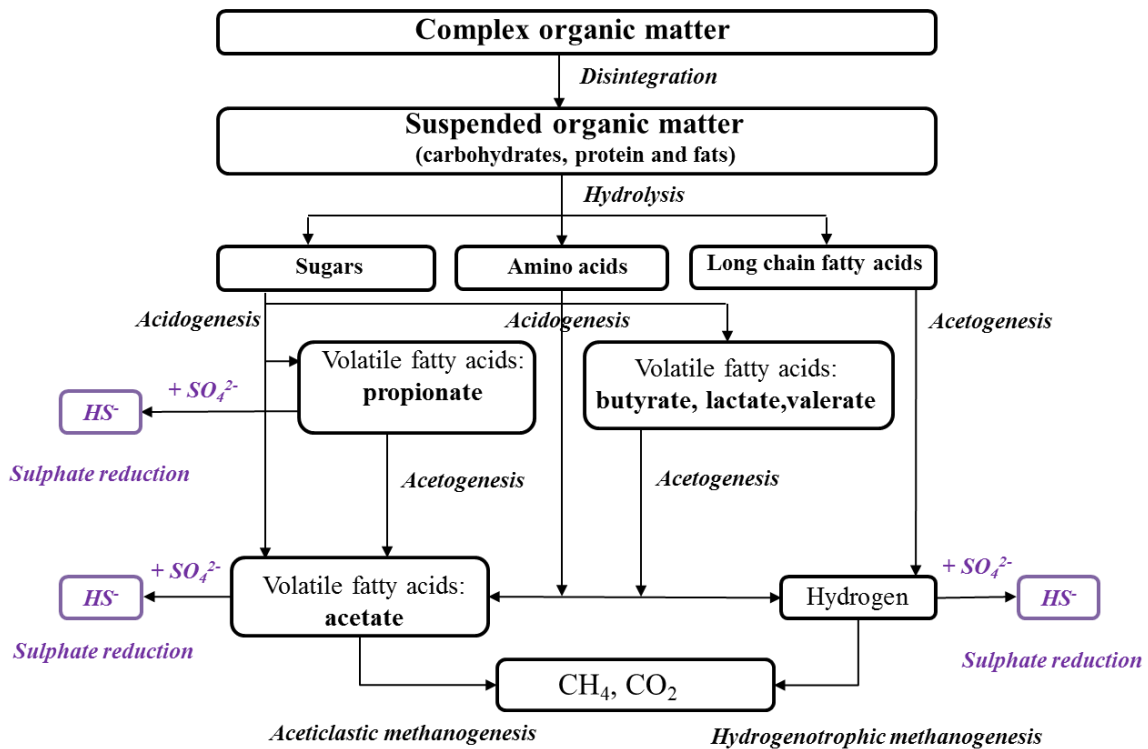 Complex organic matter
Disintegration
Suspended organic matter
(carbohydrates, protein and fats)
Hydrolysis
Sugars
Amino acids
Long chain fatty acids
Acidogenesis
Acidogenesis
Acetogenesis
Volatile fatty acids:
propionate
Volatile fatty acids:
butyrate, lactate,valerate
+ SO₄²⁻
HS⁻
Sulphate reduction
Acetogenesis
Acetogenesis
+ SO₄²⁻
HS⁻
Sulphate reduction
Volatile fatty acids:
acetate
Hydrogen
+ SO₄²⁻
HS⁻
Sulphate reduction
CH₄, CO₂
Aceticlastic methanogenesis
Hydrogenotrophic methanogenesis